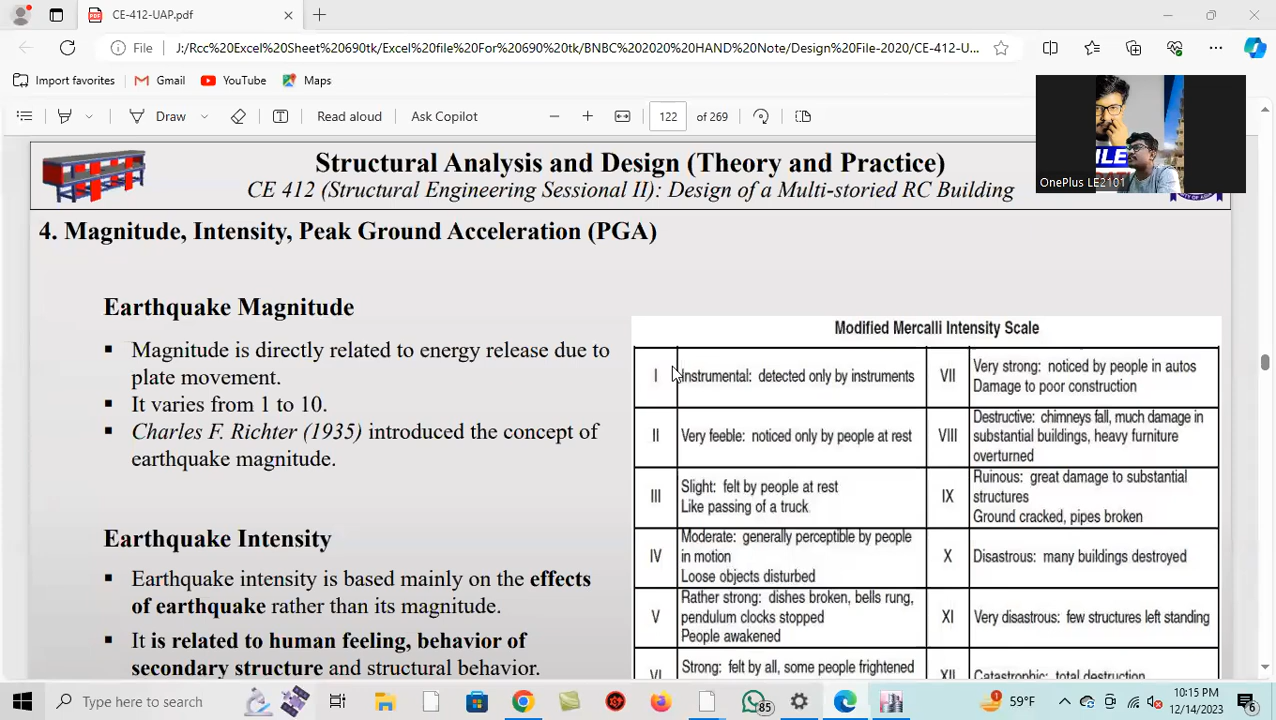 CE-412-UAP.pdf
File
J:/Rcc%20Excel%20Sheet%20690tk/Excel%20file%20For%20690%20tk/BNBC%202020%20HAND%20Note/Design%20File-2020/CE-412-U...
Import favorites
Gmail
YouTube
Maps
Draw
Read aloud
Ask Copilot
122
of 269
ILE
OnePlus LE2101
Structural Analysis and Design (Theory and Practice)
CE 412 (Structural Engineering Sessional II): Design of a Multi-storied RC Building
4. Magnitude, Intensity, Peak Ground Acceleration (PGA)
Earthquake Magnitude
Magnitude is directly related to energy release due to
plate movement.
It varies from 1 to 10.
Charles F. Richter (1935) introduced the concept of
earthquake magnitude.
Earthquake Intensity
Earthquake intensity is based mainly on the effects
of earthquake rather than its magnitude.
It is related to human feeling, behavior of
secondary structure and structural behavior.
Modified Mercalli Intensity Scale
I
Instrumental: detected only by instruments
II
Very feeble: noticed only by people at rest
III
Slight: felt by people at rest
Like passing of a truck
IV
Moderate: generally perceptible by people
in motion
Loose objects disturbed
V
Rather strong: dishes broken, bells rung,
pendulum clocks stopped
People awakened
VI
Strong: felt by all, some people frightened
VII
Very strong: noticed by people in autos
Damage to poor construction
VIII
Destructive: chimneys fall, much damage in
substantial buildings, heavy furniture
overturned
IX
Ruinous: great damage to substantial
structures
Ground cracked, pipes broken
X
Disastrous: many buildings destroyed
XI
Very disastrous: few structures left standing
XII
Catastrophic: total destruction
Type here to search
85
59°F
10:15 PM
12/14/2023
6